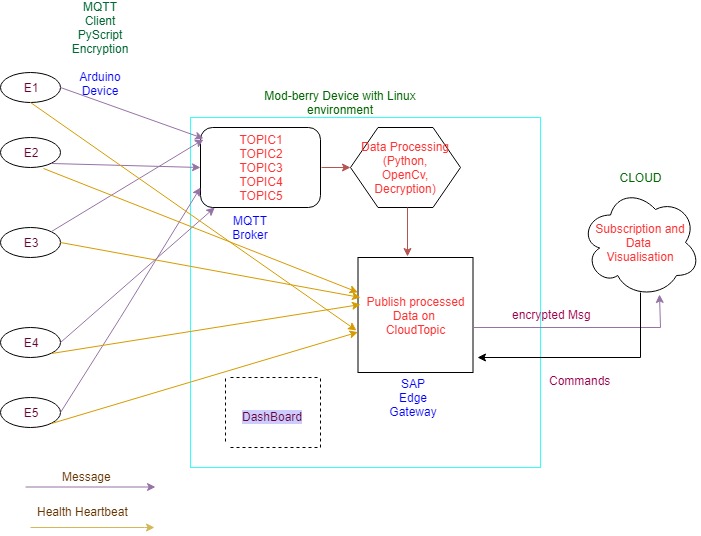 MQTT
Client
PyScript
Encryption
Arduino
Device
E1
E2
E3
E4
E5
Mod-berry Device with Linux
environment
TOPIC1
TOPIC2
TOPIC3
TOPIC4
TOPIC5
MQTT
Broker
Data Processing
(Python,
OpenCv,
Decryption)
CLOUD
Subscription and
Data
Visualisation
Publish processed
Data on
CloudTopic
encrypted Msg
Commands
SAP
Edge
Gateway
DashBoard
Message
Health Heartbeat